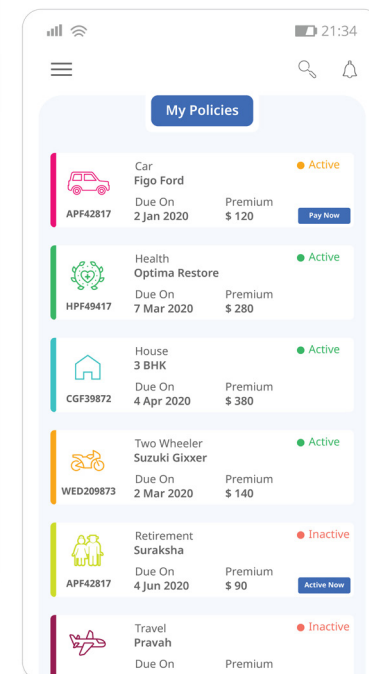 21:34
My Policies
Car
Active
Figo Ford
Due On Premium
APF42817 2 Jan 2020 $ 120 Pay Now
Health
Active
Optima Restore
Due On Premium
HPF49417 7 Mar 2020 $ 280
House
Active
3 BHK
Due On Premium
CGF39872 4 Apr 2020 $ 380
Two Wheeler
Active
Suzuki Gixxer
Due On Premium
WED209873 2 Mar 2020 $ 140
Retirement
Inactive
Suraksha
Due On Premium
APF42817 4 Jun 2020 $ 90 Active Now
Travel
Inactive
Pravah
Due On Premium